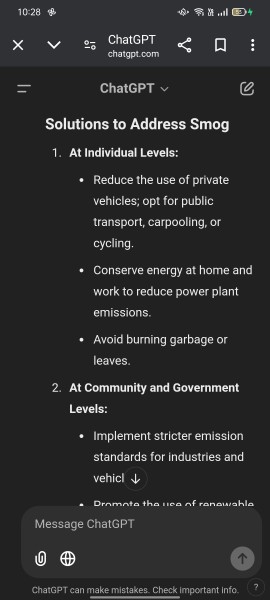 10:28
ChatGPT
chatgpt.com
ChatGPT
Solutions to Address Smog
1. At Individual Levels:
• Reduce the use of private
vehicles; opt for public
transport, carpooling, or
cycling.
• Conserve energy at home and
work to reduce power plant
emissions.
• Avoid burning garbage or
leaves.
2. At Community and Government
Levels:
• Implement stricter emission
standards for industries and
vehicl
• Promote the use of renewable
Message ChatGPT
ChatGPT can make mistakes. Check important info.
?